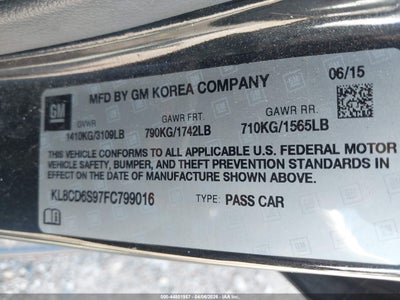 GM
MFD BY GM KOREA COMPANY
06/15
GVWR
GAWR FRT.
GAWR RR.
1410KG/3109LB
790KG/1742LB
710KG/1565LB
THIS VEHICLE CONFORMS TO ALL APPLICABLE U.S. FEDERAL MOTOR
VEHICLE SAFETY, BUMPER, AND THEFT PREVENTION STANDARDS
IN EFFECT ON THE DATE OF MANUFACTURE SHOWN ABOVE.
KL8CD6S97FC799016
TYPE: PASS CAR